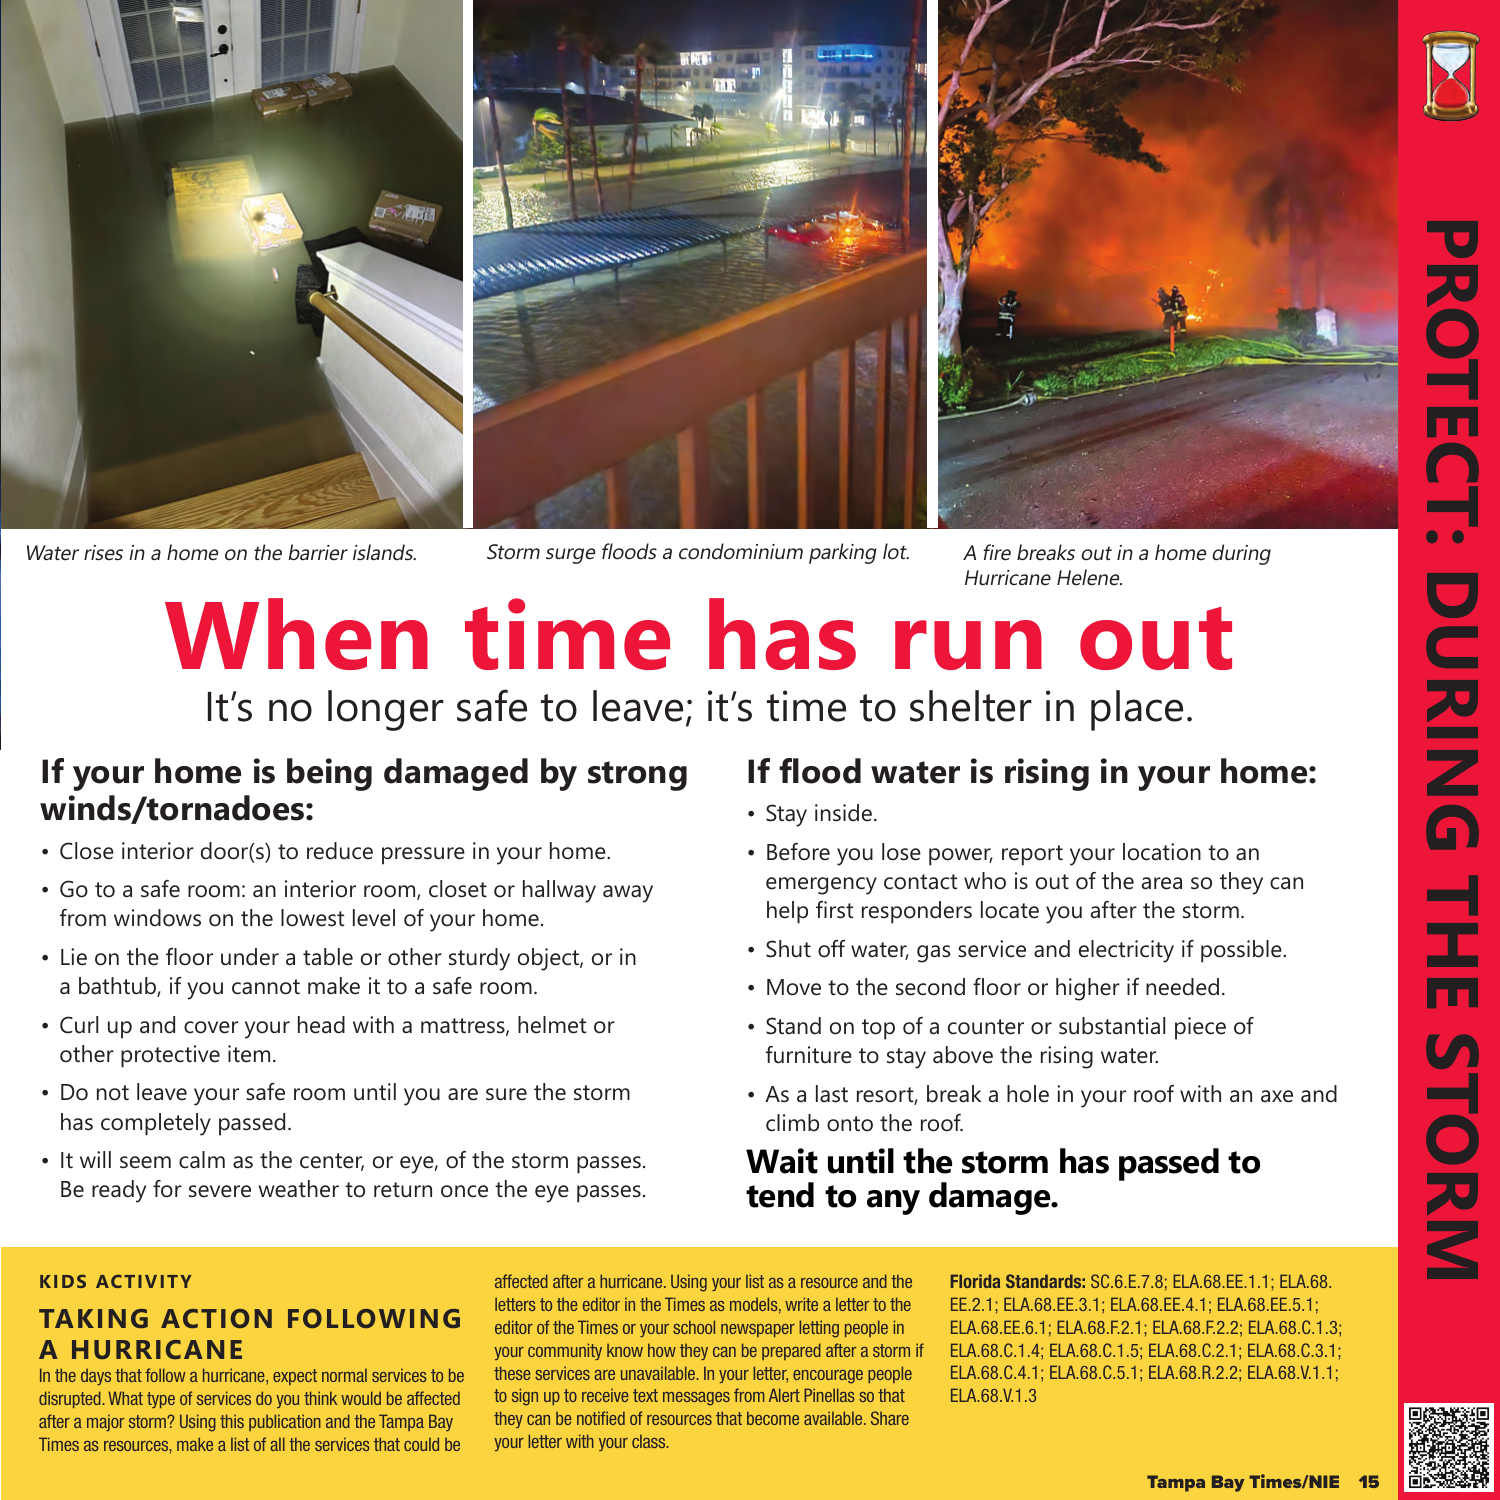 Water rises in a home on the barrier islands.
Storm surge floods a condominium parking lot.
A fire breaks out in a home during
Hurricane Helene.
When time has run out
It's no longer safe to leave; it's time to shelter in place.
If your home is being damaged by strong
winds/tornadoes:
• Close interior door(s) to reduce pressure in your home.
• Go to a safe room: an interior room, closet or hallway away
from windows on the lowest level of your home.
• Lie on the floor under a table or other sturdy object, or in
a bathtub, if you cannot make it to a safe room.
• Curl up and cover your head with a mattress, helmet or
other protective item.
• Do not leave your safe room until you are sure the storm
has completely passed.
• It will seem calm as the center, or eye, of the storm passes.
Be ready for severe weather to return once the eye passes.
If flood water is rising in your home:
• Stay inside.
• Before you lose power, report your location to an
emergency contact who is out of the area so they can
help first responders locate you after the storm.
• Shut off water, gas service and electricity if possible.
• Move to the second floor or higher if needed.
• Stand on top of a counter or substantial piece of
furniture to stay above the rising water.
• As a last resort, break a hole in your roof with an axe and
climb onto the roof.
Wait until the storm has passed to
tend to any damage.
KIDS ACTIVITY
TAKING ACTION FOLLOWING
A HURRICANE
In the days that follow a hurricane, expect normal services to be
disrupted. What type of services do you think would be affected
after a major storm? Using this publication and the Tampa Bay
Times as resources, make a list of all the services that could be
affected after a hurricane. Using your list as a resource and the
letters to the editor in the Times as models, write a letter to the
editor of the Times or your school newspaper letting people in
your community know how they can be prepared after a storm if
these services are unavailable. In your letter, encourage people
to sign up to receive text messages from Alert Pinellas so that
they can be notified of resources that become available. Share
your letter with your class.
Florida Standards: SC.6.E.7.8; ELA.68.EE.1.1; ELA.68.
EE.2.1; ELA.68.EE.3.1; ELA.68.EE.4.1; ELA.68.EE.5.1;
ELA.68.EE.6.1; ELA.68.F.2.1; ELA.68.F.2.2; ELA.68.C.1.3;
ELA.68.C.1.4; ELA.68.C.1.5; ELA.68.C.2.1; ELA.68.C.3.1;
ELA.68.C.4.1; ELA.68.C.5.1; ELA.68.R.2.2; ELA.68.V.1.1;
ELA.68.V.1.3
Tampa Bay Times/NIE 15
PROTECT: DURING THE STORM